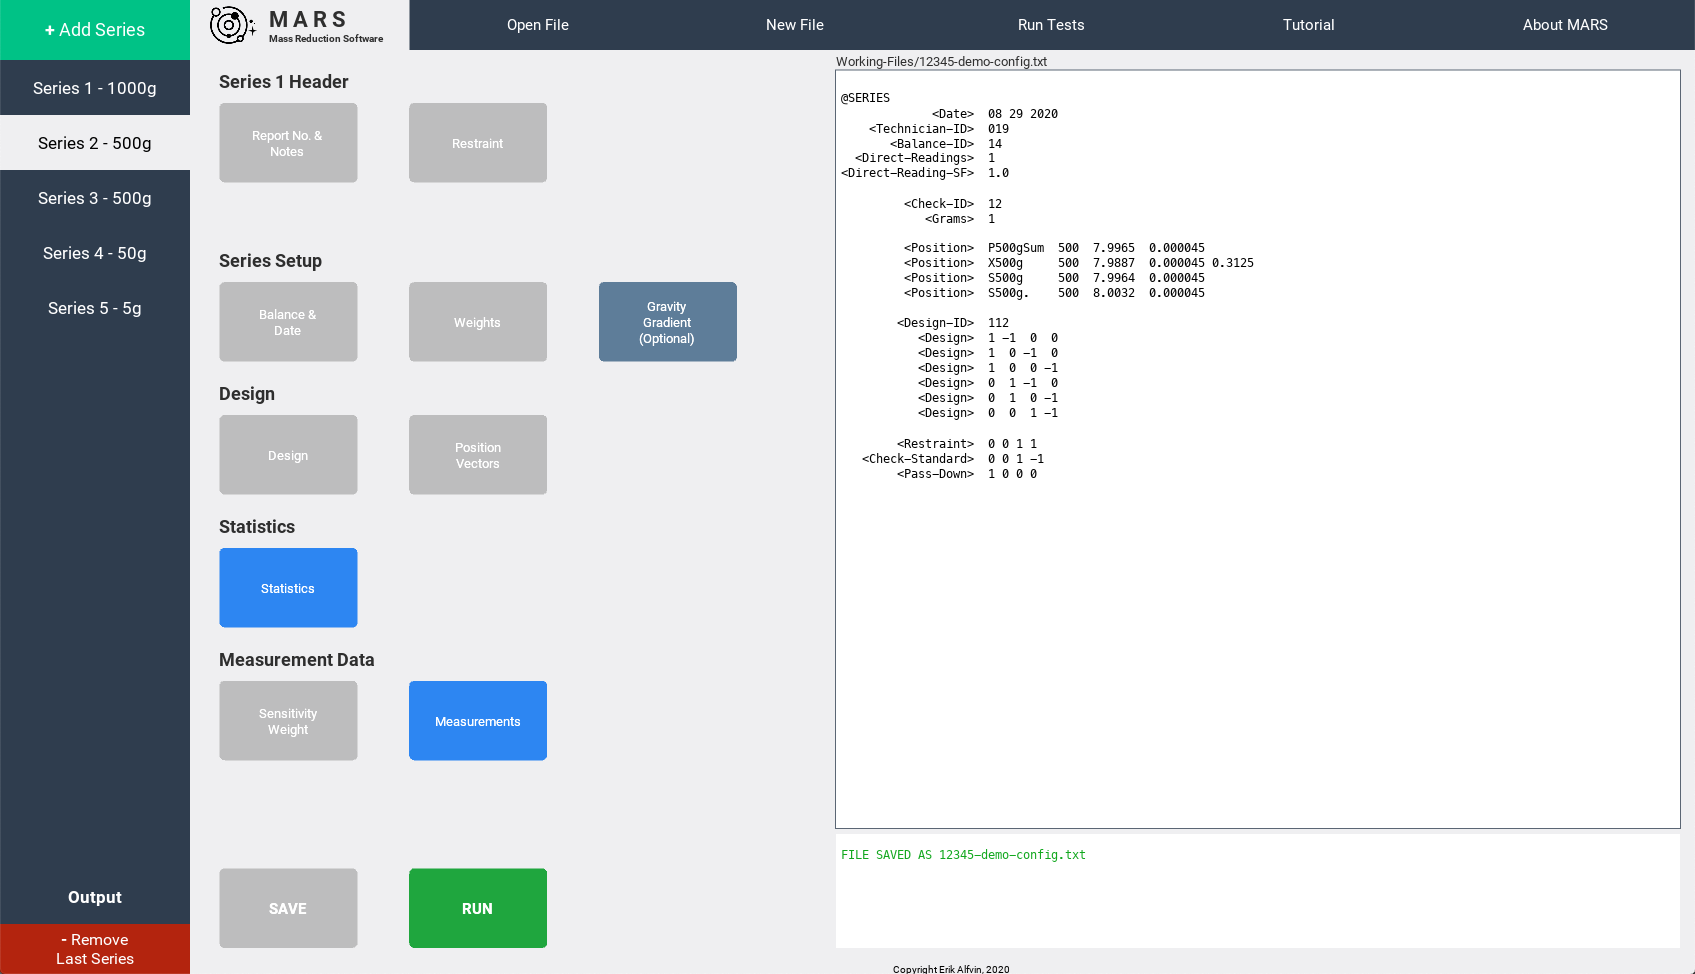 + Add Series
MARS
Mass Reduction Software
Open File
New File
Run Tests
Tutorial
About MARS
Series 1 - 1000g
Series 2 - 500g
Series 3 - 500g
Series 4 - 50g
Series 5 - 5g
Output
- Remove
Last Series
Series 1 Header
Report No. &
Notes
Restraint
Series Setup
Balance &
Date
Weights
Gravity
Gradient
(Optional)
Design
Design
Position
Vectors
Statistics
Statistics
Measurement Data
Sensitivity
Weight
Measurements
SAVE
RUN
Working-Files/12345-demo-config.txt
@SERIES
<Date> 08 29 2020
<Technician-ID> 019
<Balance-ID> 14
<Direct-Readings> 1
<Direct-Reading-SF> 1.0
<Check-ID> 12
<Grams> 1
<Position> P500gSum 500 7.9965 0.000045
<Position> X500g 500 7.9887 0.000045 0.3125
<Position> S500g 500 7.9964 0.000045
<Position> S500g. 500 8.0032 0.000045
<Design-ID> 112
<Design> 1 -1 0 0
<Design> 1 0 -1 0
<Design> 1 0 0 -1
<Design> 0 1 -1 0
<Design> 0 1 0 -1
<Design> 0 0 1 -1
<Restraint> 0 0 1 1
<Check-Standard> 0 0 1 -1
<Pass-Down> 1 0 0 0
FILE SAVED AS 12345-demo-config.txt
Copyright Erik Alfvin, 2020